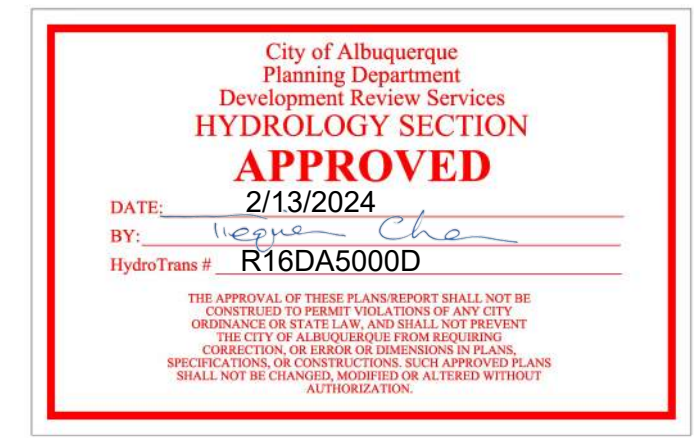 City of Albuquerque
Planning Department
Development Review Services
HYDROLOGY SECTION
APPROVED
DATE: 2/13/2024
BY: Chen
HydroTrans # R16DA5000D
THE APPROVAL OF THESE PLANS/REPORT SHALL NOT BE
CONSTRUED TO PERMIT VIOLATIONS OF ANY CITY
ORDINANCE OR STATE LAW, AND SHALL NOT PREVENT
THE CITY OF ALBUQUERQUE FROM REQUIRING
CORRECTION, OR ERROR OR DIMENSIONS IN PLANS,
SPECIFICATIONS, OR CONSTRUCTIONS. SUCH APPROVED PLANS
SHALL NOT BE CHANGED, MODIFIED OR ALTERED WITHOUT
AUTHORIZATION.